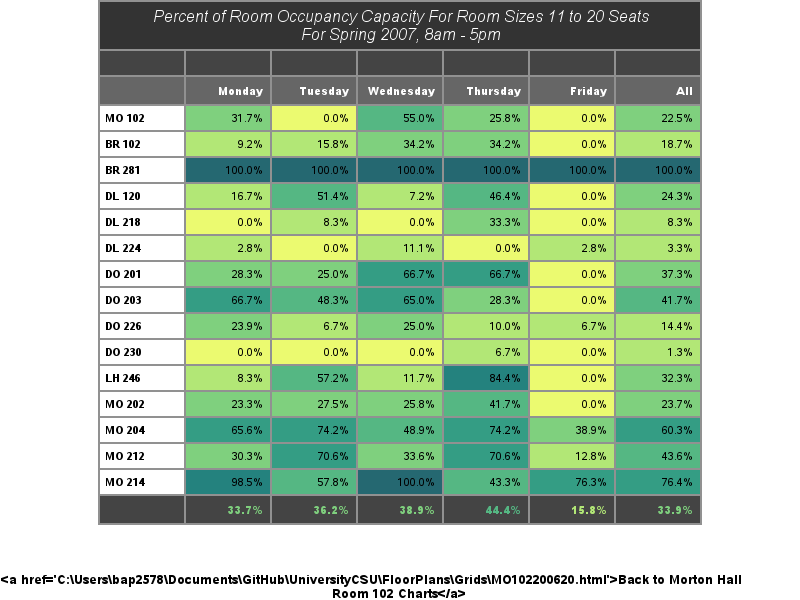 Percent of Room Occupancy Capacity For Room Sizes 11 to 20 Seats
For Spring 2007, 8am - 5pm
Monday Tuesday Wednesday Thursday Friday All
MO 102 31.7% 0.0% 55.0% 25.8% 0.0% 22.5%
BR 102 9.2% 15.8% 34.2% 34.2% 0.0% 18.7%
BR 281 100.0% 100.0% 100.0% 100.0% 100.0% 100.0%
DL 120 16.7% 51.4% 7.2% 46.4% 0.0% 24.3%
DL 218 0.0% 8.3% 0.0% 33.3% 0.0% 8.3%
DL 224 2.8% 0.0% 11.1% 0.0% 2.8% 3.3%
DO 201 28.3% 25.0% 66.7% 66.7% 0.0% 37.3%
DO 203 66.7% 48.3% 65.0% 28.3% 0.0% 41.7%
DO 226 23.9% 6.7% 25.0% 10.0% 6.7% 14.4%
DO 230 0.0% 0.0% 0.0% 6.7% 0.0% 1.3%
LH 246 8.3% 57.2% 11.7% 84.4% 0.0% 32.3%
MO 202 23.3% 27.5% 25.8% 41.7% 0.0% 23.7%
MO 204 65.6% 74.2% 48.9% 74.2% 38.9% 60.3%
MO 212 30.3% 70.6% 33.6% 70.6% 12.8% 43.6%
MO 214 98.5% 57.8% 100.0% 43.3% 76.3% 76.4%
33.7% 36.2% 38.9% 44.4% 15.8% 33.9%
<a href='C:\Users\bap2578\Documents\GitHub\UniversityCSU\FloorPlans\Grids\MO102200620.html'>Back to Morton Hall
Room 102 Charts</a>